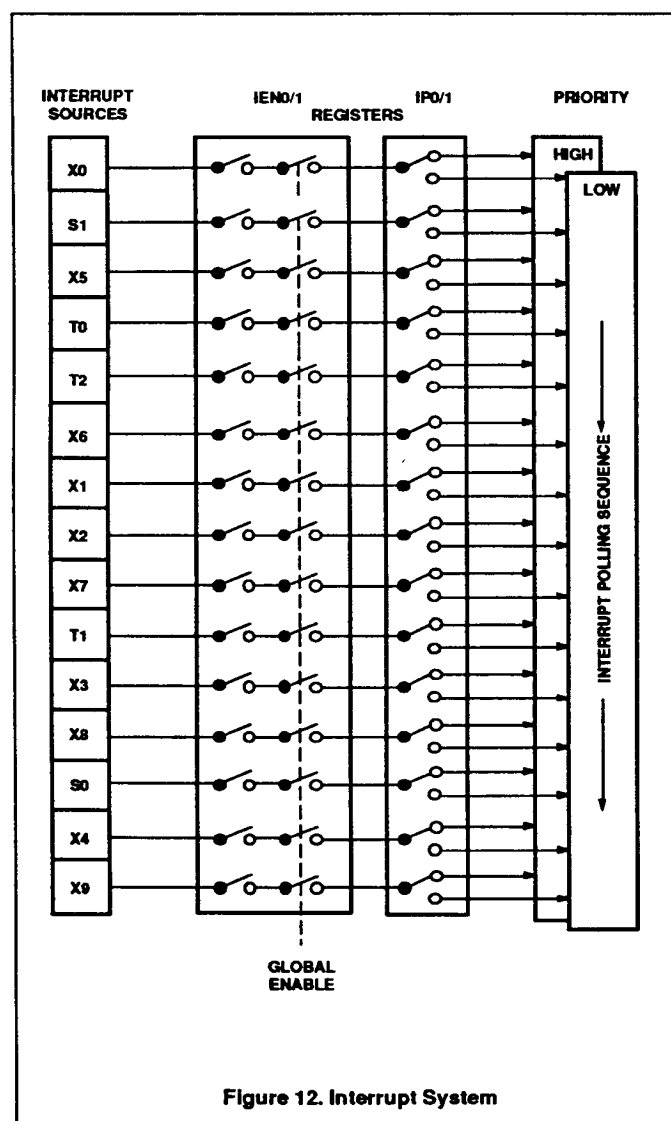 INTERRUPT
SOURCES
IEN0/1
REGISTERS
IP0/1
PRIORITY
HIGH
LOW
X0
S1
X5
T0
T2
X6
X1
X2
X7
T1
X3
X8
S0
X4
X9
INTERRUPT POLLING SEQUENCE
GLOBAL
ENABLE
Figure 12. Interrupt System